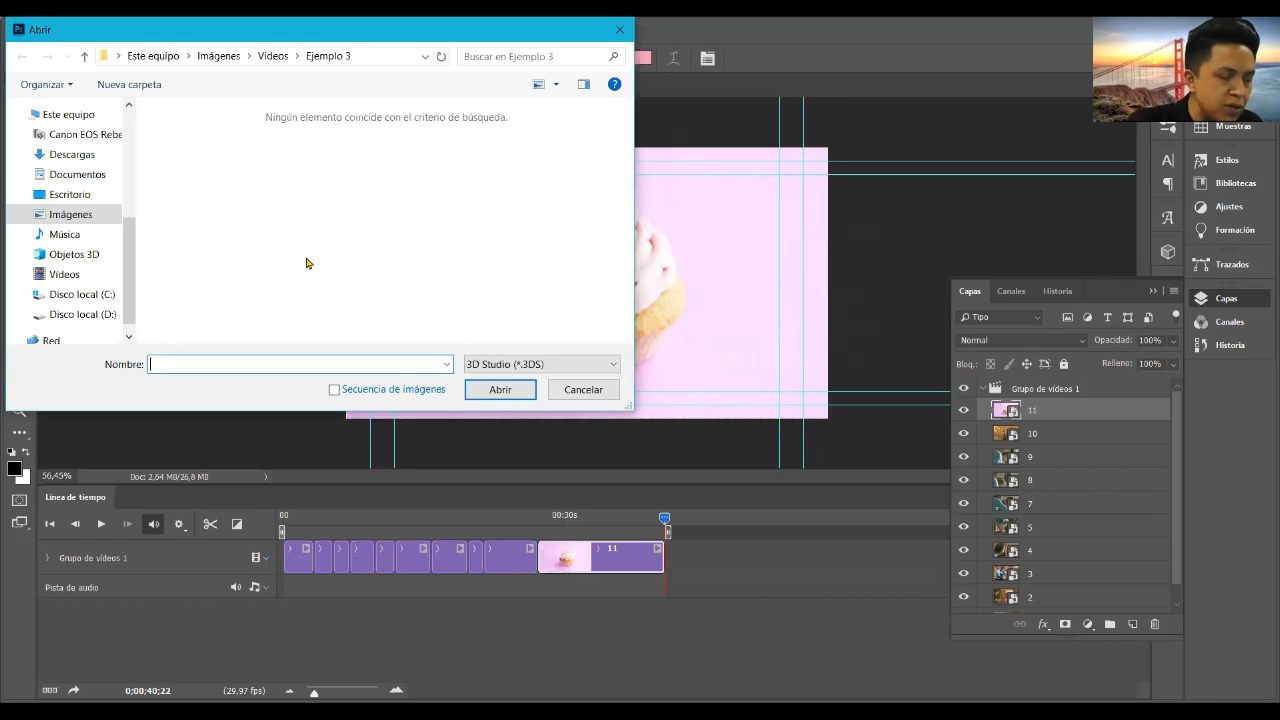 Abrir
Este equipo > Imágenes > Videos > Ejemplo 3
Buscar en Ejemplo 3
Organizar
Nueva carpeta
Este equipo
Canon EOS Rebe
Descargas
Documentos
Escritorio
Imágenes
Música
Objetos 3D
Vídeos
Disco local (C:)
Disco local (D:)
Red
Ningún elemento coincide con el criterio de búsqueda.
Nombre:
3D Studio (*.3DS)
Secuencia de imágenes
Abrir
Cancelar
Muestras
Estilos
Bibliotecas
Ajustes
Formación
Trazados
Capas
Canales
Historia
Capas
Canales
Historia
Tipo
Normal
Opacidad: 100%
Bloq.:
Relleno: 100%
Grupo de vídeos 1
11
10
9
8
7
5
4
3
2
fx
56,45%
Doc: 2,64 MB/26,8 MB
Línea de tiempo
00
00:30s
Grupo de vídeos 1
11
Pista de audio
0;00;40;22
(29,97 fps)